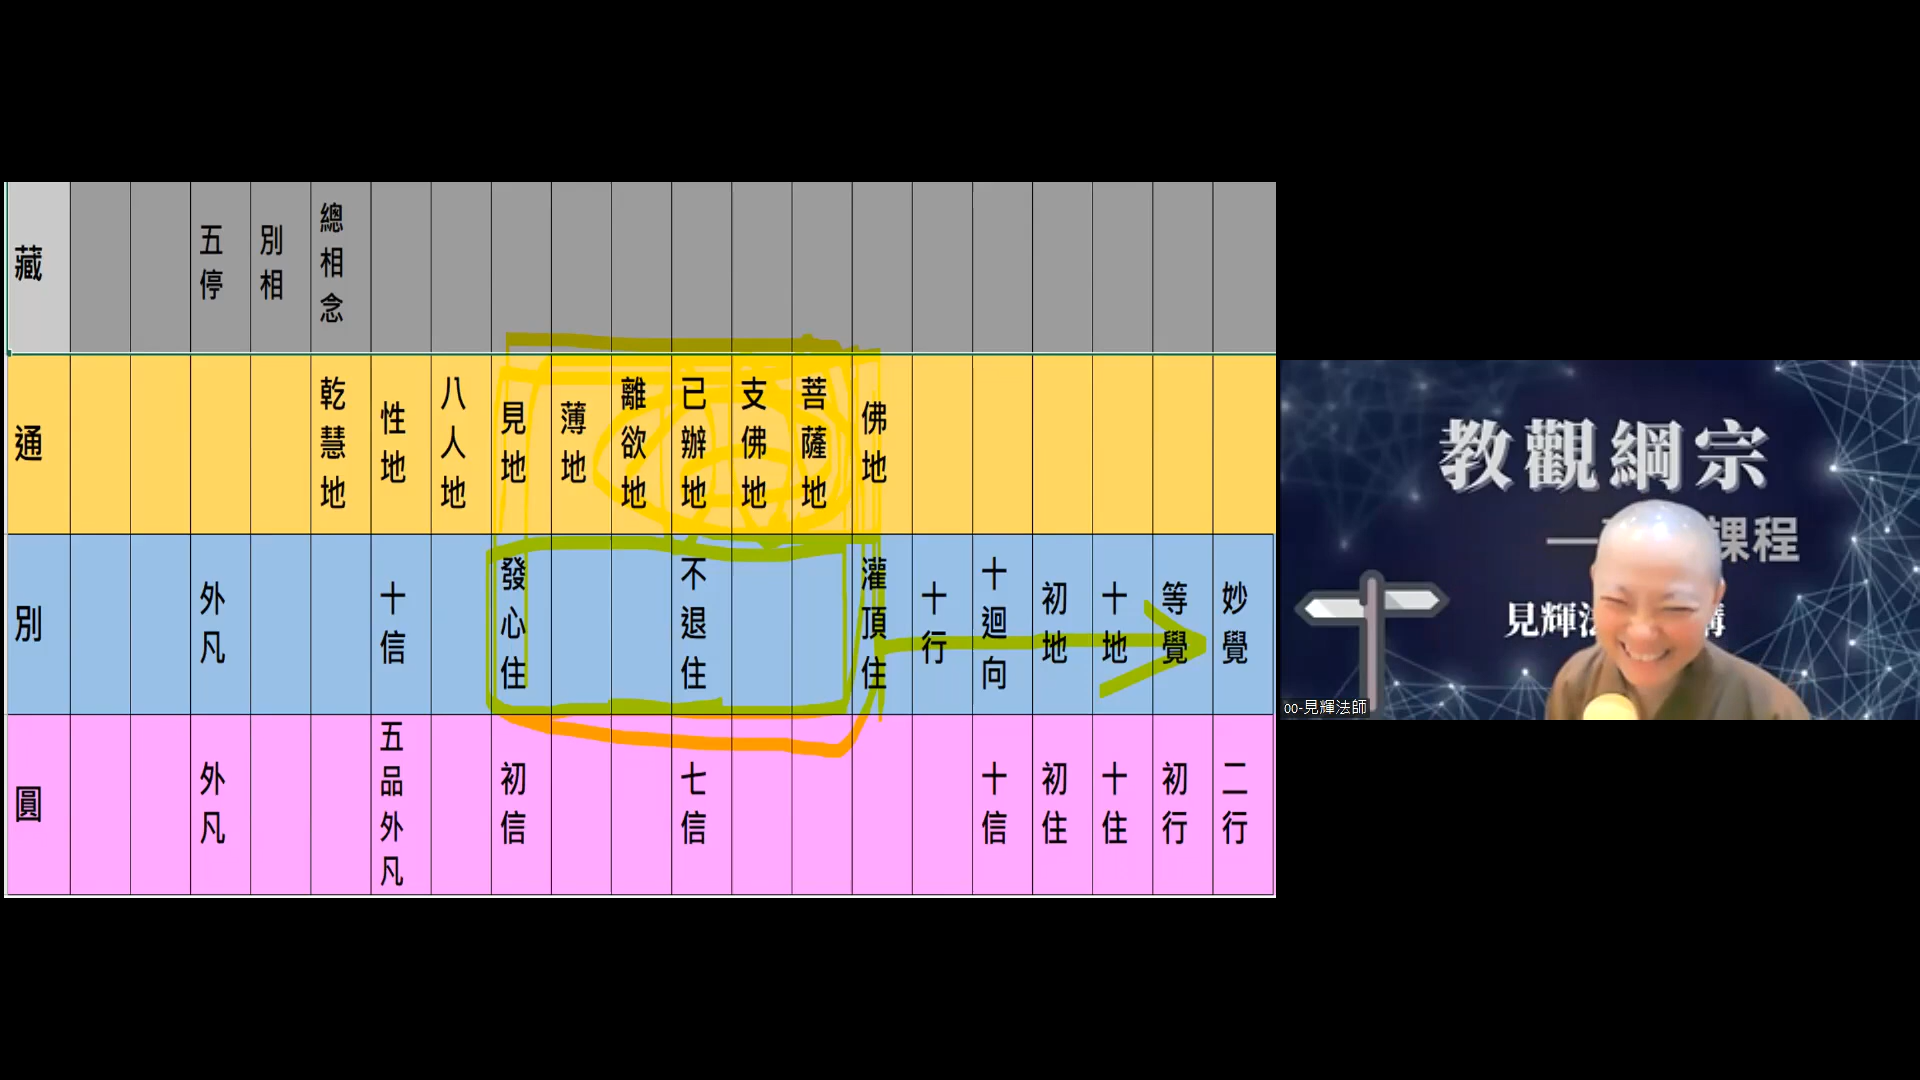 藏 五停 別相 總相念
通 乾慧地 性地 八人地 見地 薄地 離欲地 已辦地 支佛地 菩薩地 佛地
別 外凡 十信 發心住 不退住 灌頂住 十行 十迴向 初地 十地 等覺 妙覺
圓 外凡 五品外凡 初信 七信 十信 初住 十住 初行 二行
教觀綱宗
課程
見輝法
講
oo-見輝法師